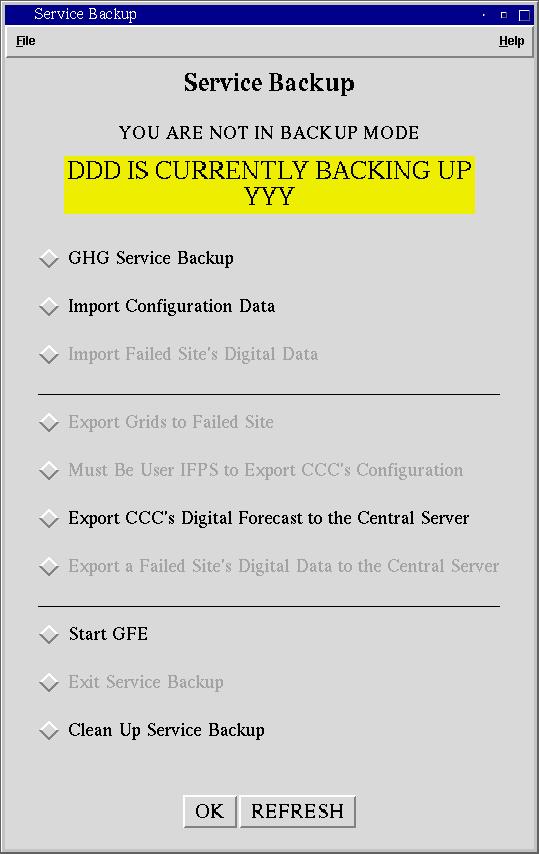 Service Backup
File Help
Service Backup
YOU ARE NOT IN BACKUP MODE
DDD IS CURRENTLY BACKING UP
YYY
GHG Service Backup
Import Configuration Data
Import Failed Site's Digital Data
Export Grids to Failed Site
Must Be User IFPS to Export CCC's Configuration
Export CCC's Digital Forecast to the Central Server
Export a Failed Site's Digital Data to the Central Server
Start GFE
Exit Service Backup
Clean Up Service Backup
OK REFRESH